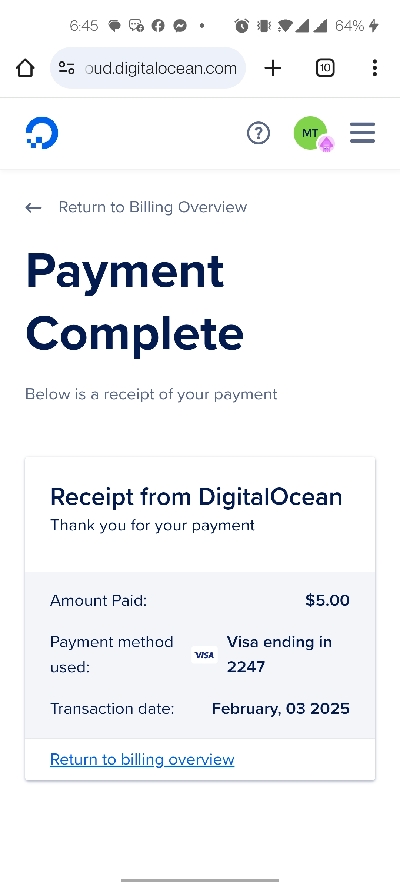 6:45
64%
oud.digitalocean.com
10
MT
Return to Billing Overview
Payment
Complete
Below is a receipt of your payment
Receipt from DigitalOcean
Thank you for your payment
Amount Paid: $5.00
Payment method used: VISA Visa ending in 2247
Transaction date: February, 03 2025
Return to billing overview